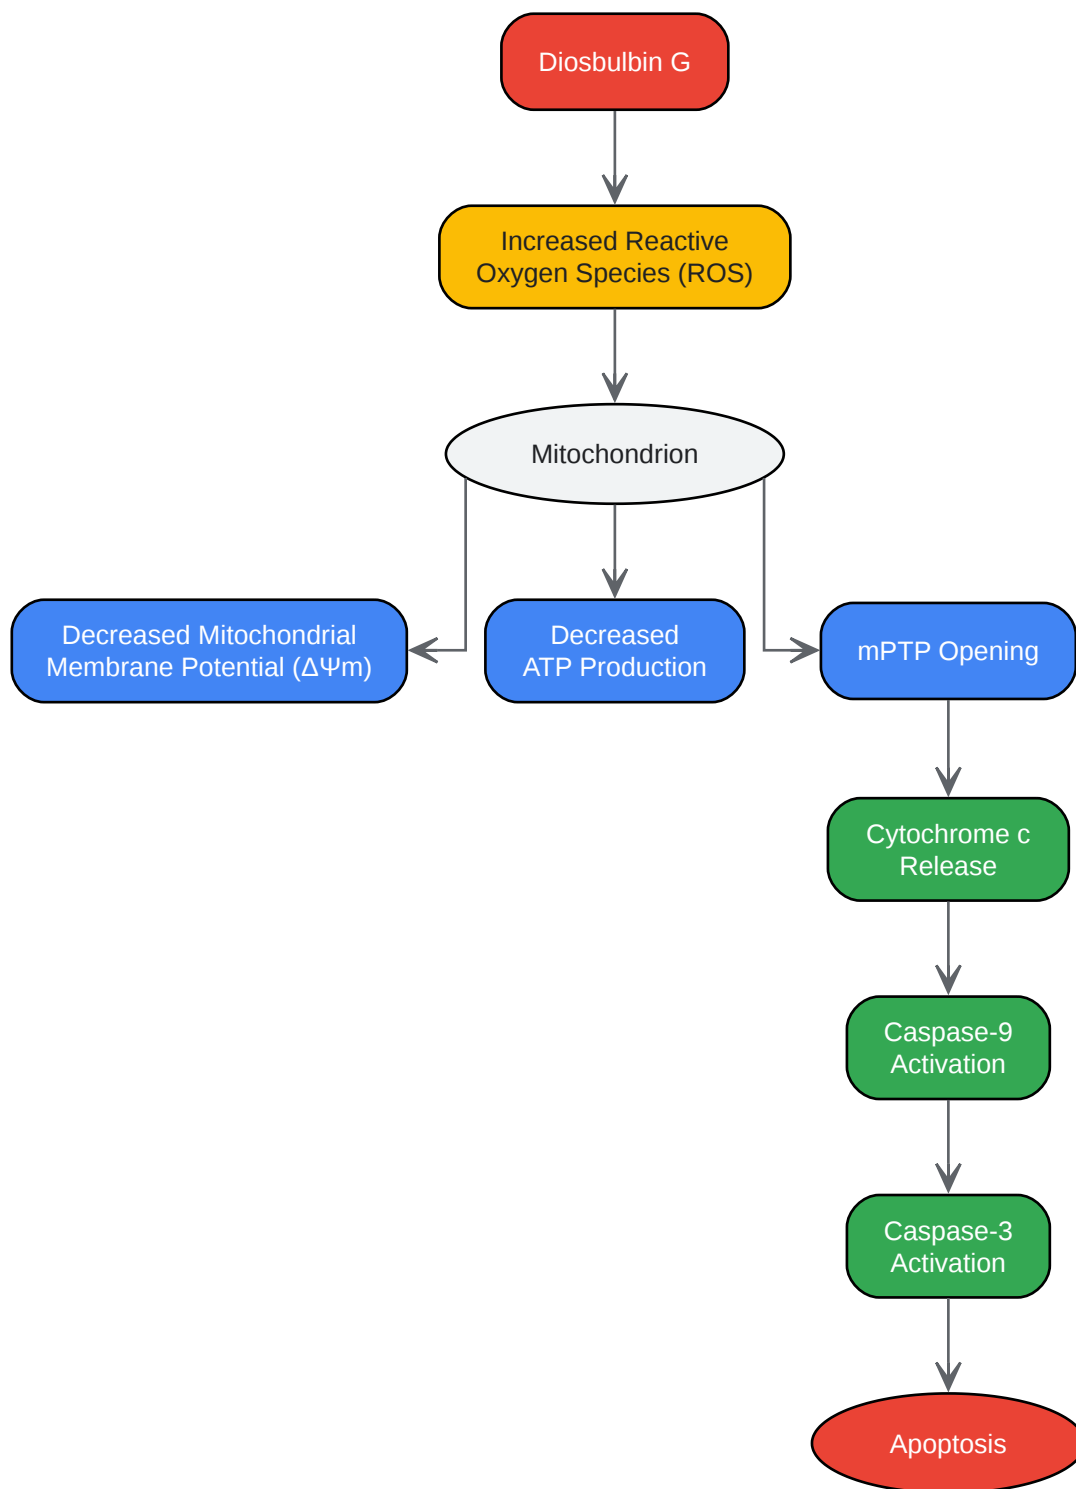 Diosbulbin G
Increased Reactive
Oxygen Species (ROS)
Mitochondrion
Decreased Mitochondrial
Membrane Potential (ΔΨm)
Decreased
ATP Production
mPTP Opening
Cytochrome c
Release
Caspase-9
Activation
Caspase-3
Activation
Apoptosis